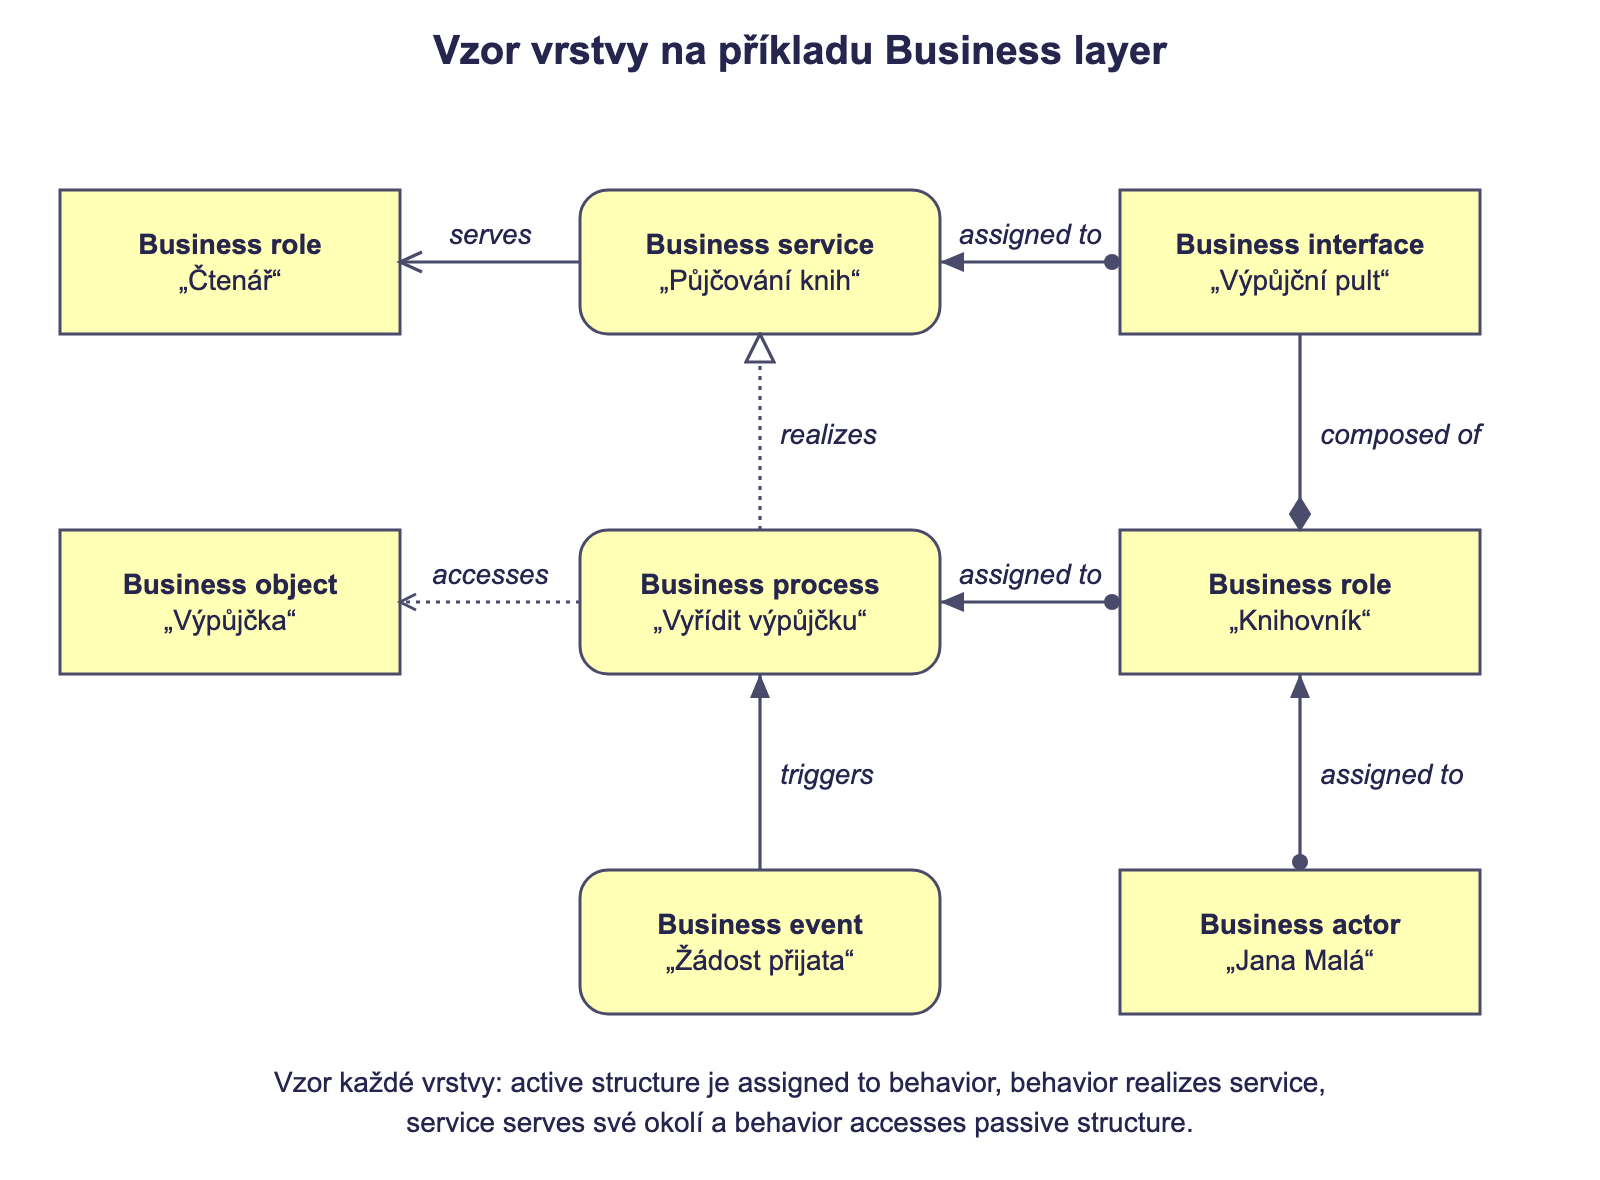 Vzor vrstvy na příkladu Business layer
Business role
„Čtenář“
serves
Business service
„Půjčování knih“
assigned to
Business interface
„Výpůjční pult“
realizes
composed of
Business object
„Výpůjčka“
accesses
Business process
„Vyřídit výpůjčku“
assigned to
Business role
„Knihovník“
triggers
assigned to
Business event
„Žádost přijata“
Business actor
„Jana Malá“
Vzor každé vrstvy: active structure je assigned to behavior, behavior realizes service,
service serves své okolí a behavior accesses passive structure.